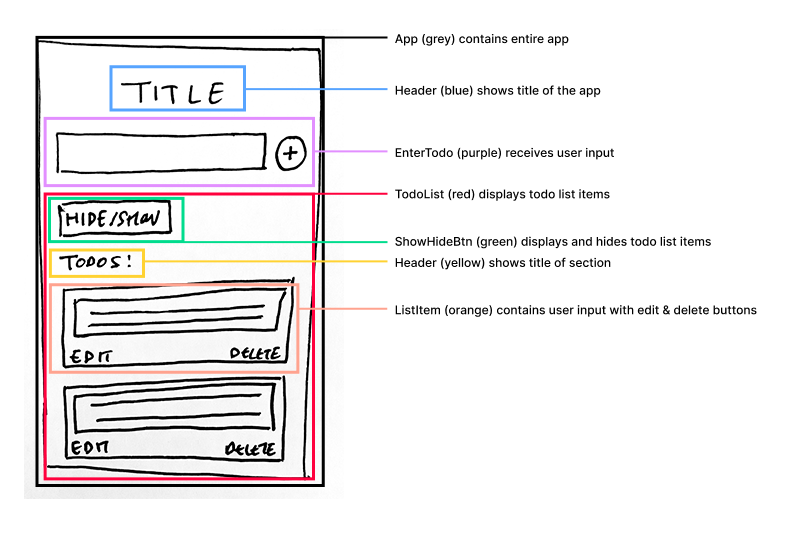 App (grey) contains entire app
TITLE
Header (blue) shows title of the app
+
EnterTodo (purple) receives user input
TodoList (red) displays todo list items
HIDE/SHOW
ShowHideBtn (green) displays and hides todo list items
TODOS!
Header (yellow) shows title of section
ListItem (orange) contains user input with edit & delete buttons
EDIT DELETE
EDIT DELETE